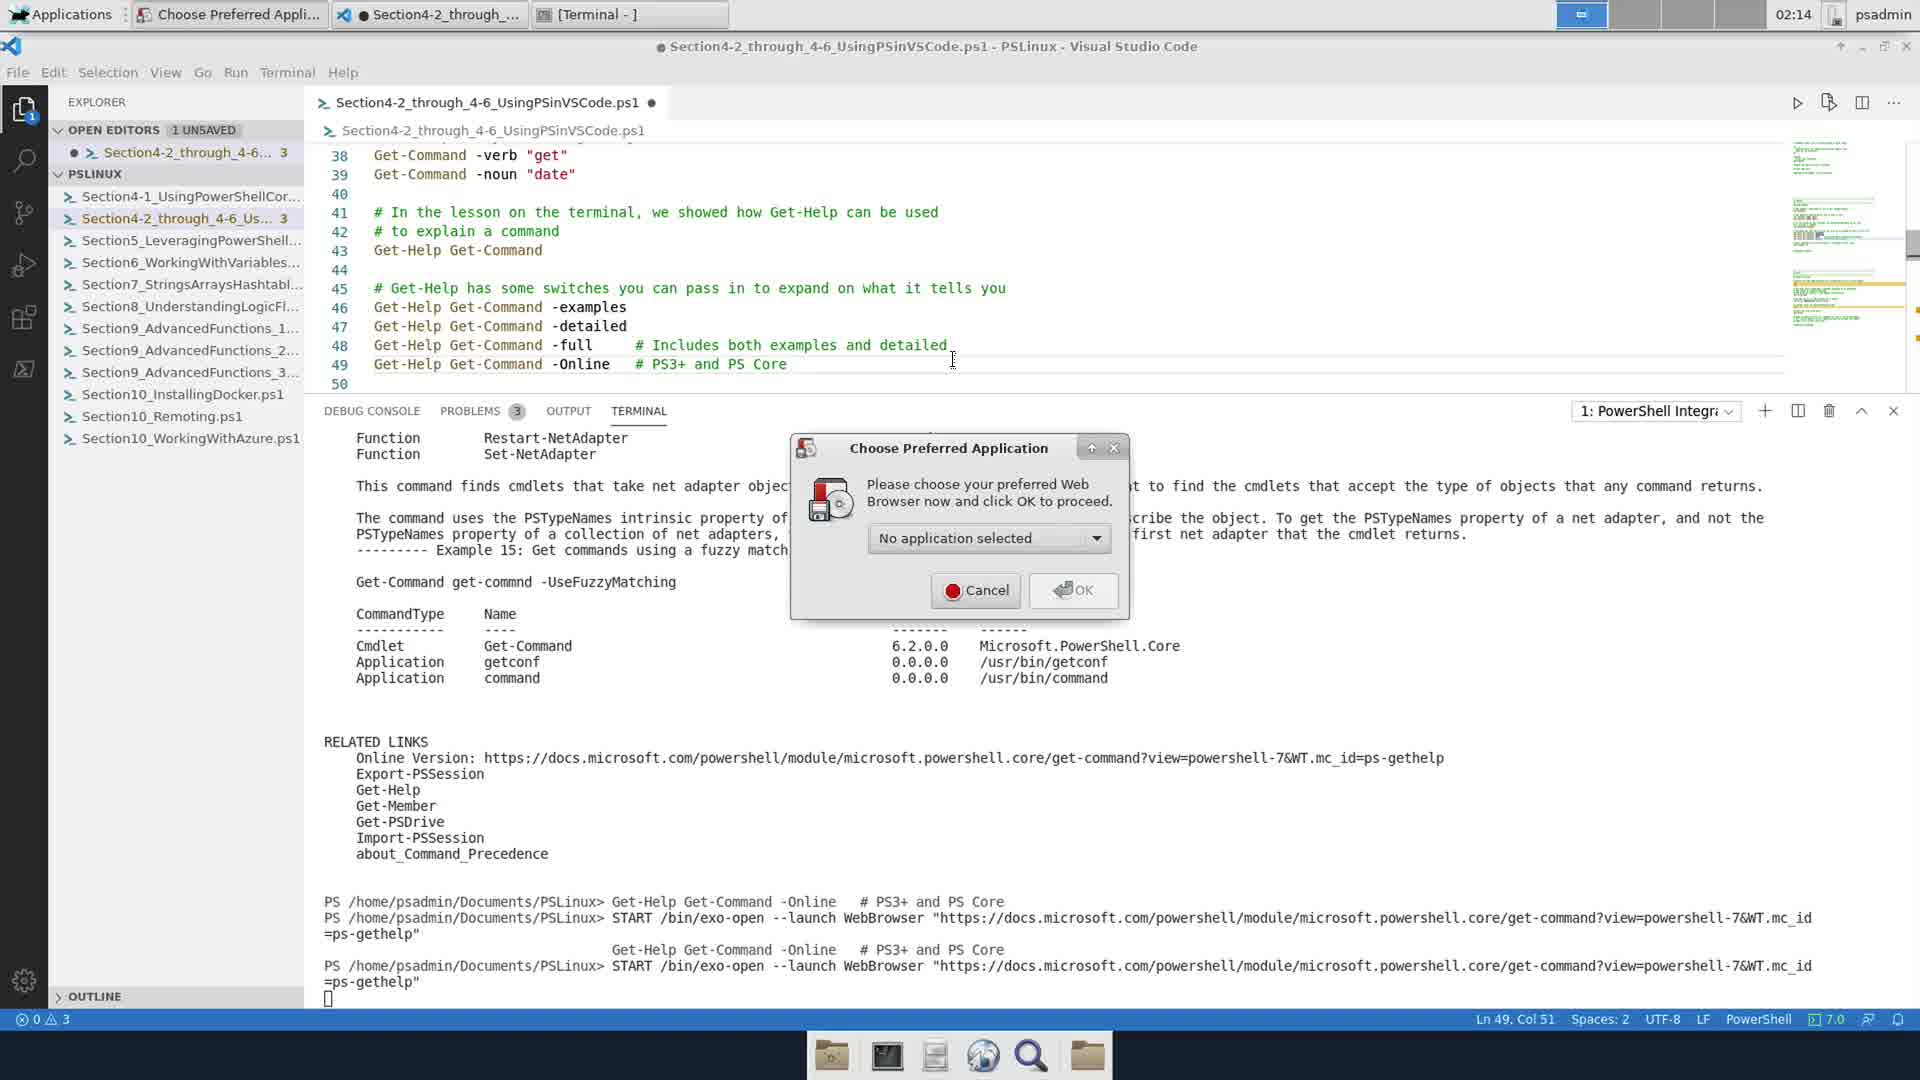 Applications
Choose Preferred Appli...
● Section4-2_through_...
[Terminal - ]
02:14
psadmin
● Section4-2_through_4-6_UsingPSinVSCode.ps1 - PSLinux - Visual Studio Code
File Edit Selection View Go Run Terminal Help
EXPLORER
OPEN EDITORS 1 UNSAVED
● Section4-2_through_4-6... 3
PSLINUX
Section4-1_UsingPowerShellCor...
Section4-2_through_4-6_Us... 3
Section5_LeveragingPowerShell...
Section6_WorkingWithVariables...
Section7_StringsArraysHashtabl...
Section8_UnderstandingLogicFl...
Section9_AdvancedFunctions_1...
Section9_AdvancedFunctions_2...
Section9_AdvancedFunctions_3...
Section10_InstallingDocker.ps1
Section10_Remoting.ps1
Section10_WorkingWithAzure.ps1
OUTLINE
Section4-2_through_4-6_UsingPSinVSCode.ps1 ●
Section4-2_through_4-6_UsingPSinVSCode.ps1
38 Get-Command -verb "get"
39 Get-Command -noun "date"
40
41 # In the lesson on the terminal, we showed how Get-Help can be used
42 # to explain a command
43 Get-Help Get-Command
44
45 # Get-Help has some switches you can pass in to expand on what it tells you
46 Get-Help Get-Command -examples
47 Get-Help Get-Command -detailed
48 Get-Help Get-Command -full # Includes both examples and detailed
49 Get-Help Get-Command -Online # PS3+ and PS Core
50
DEBUG CONSOLE PROBLEMS 3 OUTPUT TERMINAL
1: PowerShell Integra
Function Restart-NetAdapter
Function Set-NetAdapter
This command finds cmdlets that take net adapter objec t to find the cmdlets that accept the type of objects that any command returns.
The command uses the PSTypeNames intrinsic property of scribe the object. To get the PSTypeNames property of a net adapter, and not the
PSTypeNames property of a collection of net adapters, first net adapter that the cmdlet returns.
--------- Example 15: Get commands using a fuzzy match
Get-Command get-commnd -UseFuzzyMatching
CommandType Name
----------- ---- ------- ------
Cmdlet Get-Command 6.2.0.0 Microsoft.PowerShell.Core
Application getconf 0.0.0.0 /usr/bin/getconf
Application command 0.0.0.0 /usr/bin/command
RELATED LINKS
Online Version: https://docs.microsoft.com/powershell/module/microsoft.powershell.core/get-command?view=powershell-7&WT.mc_id=ps-gethelp
Export-PSSession
Get-Help
Get-Member
Get-PSDrive
Import-PSSession
about_Command_Precedence
PS /home/psadmin/Documents/PSLinux> Get-Help Get-Command -Online # PS3+ and PS Core
PS /home/psadmin/Documents/PSLinux> START /bin/exo-open --launch WebBrowser "https://docs.microsoft.com/powershell/module/microsoft.powershell.core/get-command?view=powershell-7&WT.mc_id
=ps-gethelp"
Get-Help Get-Command -Online # PS3+ and PS Core
PS /home/psadmin/Documents/PSLinux> START /bin/exo-open --launch WebBrowser "https://docs.microsoft.com/powershell/module/microsoft.powershell.core/get-command?view=powershell-7&WT.mc_id
=ps-gethelp"
Choose Preferred Application
Please choose your preferred Web
Browser now and click OK to proceed.
No application selected
Cancel OK
0 3
Ln 49, Col 51 Spaces: 2 UTF-8 LF PowerShell 7.0